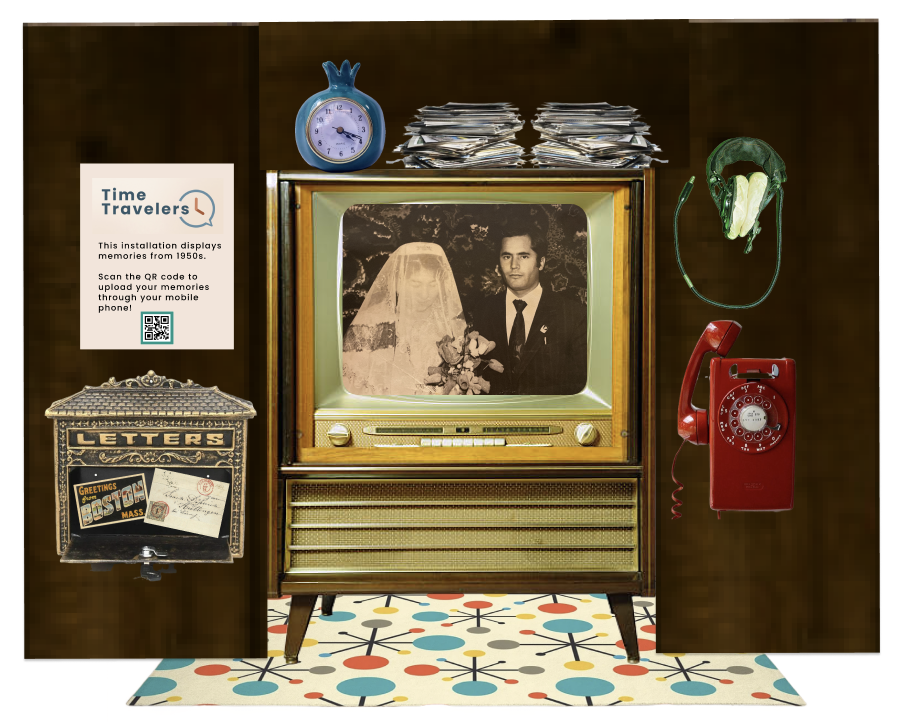 Time
Travelers
This installation displays
memories from 1950s.
Scan the QR code to
upload your memories
through your mobile
phone!
LETTERS
GREETINGS
from
BOSTON
MASS.